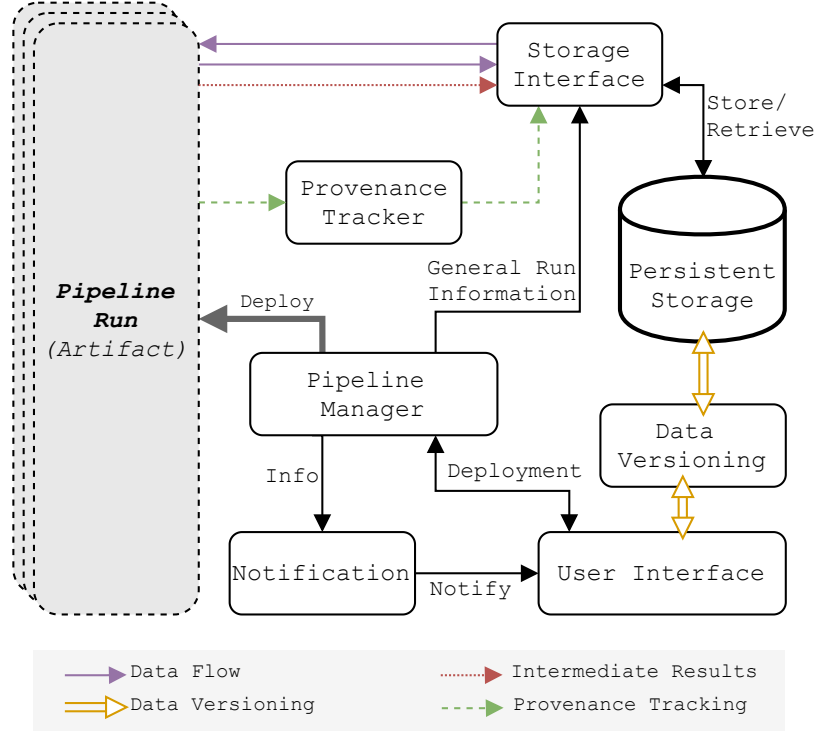 Storage
Interface
Store/
Retrieve
Provenance
Tracker
General Run
Information
Persistent
Storage
Pipeline
Run
(Artifact)
Deploy
Pipeline
Manager
Data
Versioning
Info
Deployment
Notification
Notify
User Interface
Data Flow
Intermediate Results
Data Versioning
Provenance Tracking